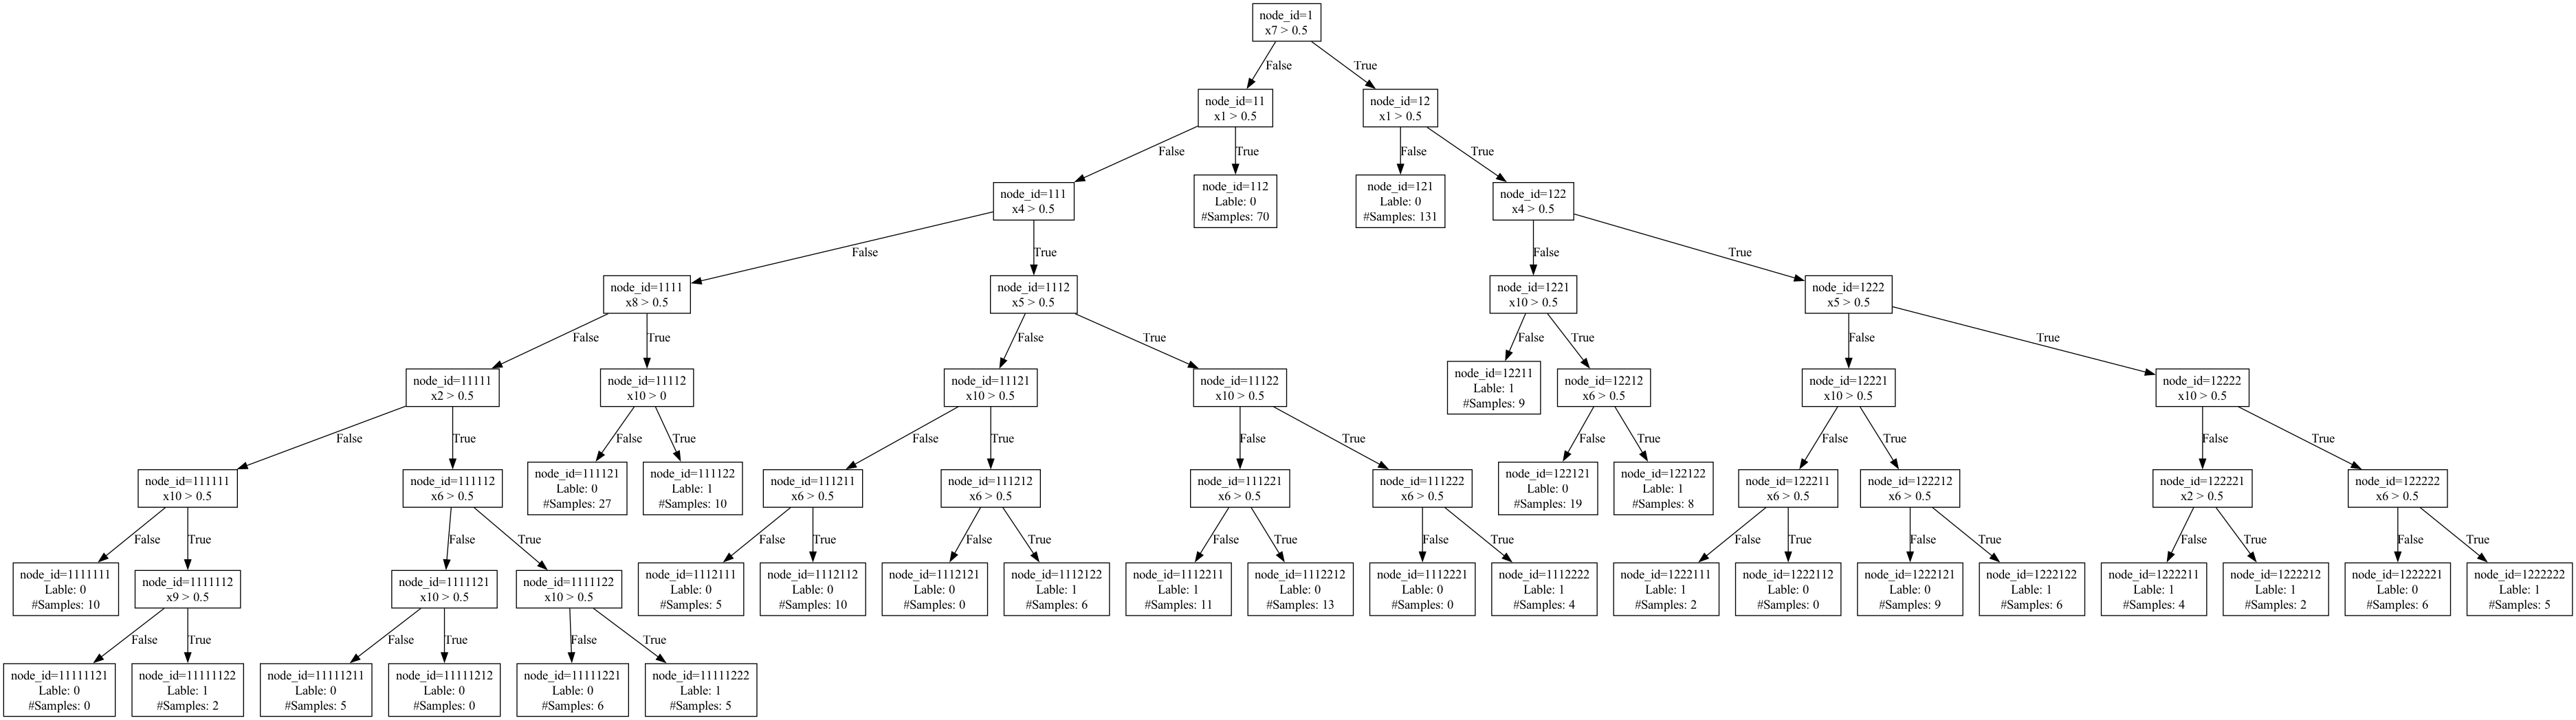 node_id=1
x7 > 0.5
False
True
node_id=11
x1 > 0.5
node_id=12
x1 > 0.5
False
True
False
True
node_id=111
x4 > 0.5
node_id=112
Lable: 0
#Samples: 70
node_id=121
Lable: 0
#Samples: 131
node_id=122
x4 > 0.5
False
True
False
True
node_id=1111
x8 > 0.5
node_id=1112
x5 > 0.5
node_id=1221
x10 > 0.5
node_id=1222
x5 > 0.5
False
True
False
True
False
True
False
True
node_id=11111
x2 > 0.5
node_id=11112
x10 > 0
node_id=11121
x10 > 0.5
node_id=11122
x10 > 0.5
node_id=12211
Lable: 1
#Samples: 9
node_id=12212
x6 > 0.5
node_id=12221
x10 > 0.5
node_id=12222
x10 > 0.5
False
True
False
True
False
True
False
True
False
True
False
True
False
True
node_id=111111
x10 > 0.5
node_id=111112
x6 > 0.5
node_id=111121
Lable: 0
#Samples: 27
node_id=111122
Lable: 1
#Samples: 10
node_id=111211
x6 > 0.5
node_id=111212
x6 > 0.5
node_id=111221
x6 > 0.5
node_id=111222
x6 > 0.5
node_id=122121
Lable: 0
#Samples: 19
node_id=122122
Lable: 1
#Samples: 8
node_id=122211
x6 > 0.5
node_id=122212
x6 > 0.5
node_id=122221
x2 > 0.5
node_id=122222
x6 > 0.5
False
True
False
True
False
True
False
True
False
True
False
True
False
True
False
True
False
True
False
True
node_id=1111111
Lable: 0
#Samples: 10
node_id=1111112
x9 > 0.5
node_id=1111121
x10 > 0.5
node_id=1111122
x10 > 0.5
node_id=1112111
Lable: 0
#Samples: 5
node_id=1112112
Lable: 0
#Samples: 10
node_id=1112121
Lable: 0
#Samples: 0
node_id=1112122
Lable: 1
#Samples: 6
node_id=1112211
Lable: 1
#Samples: 11
node_id=1112212
Lable: 0
#Samples: 13
node_id=1112221
Lable: 0
#Samples: 0
node_id=1112222
Lable: 1
#Samples: 4
node_id=1222111
Lable: 1
#Samples: 2
node_id=1222112
Lable: 0
#Samples: 0
node_id=1222121
Lable: 0
#Samples: 9
node_id=1222122
Lable: 1
#Samples: 6
node_id=1222211
Lable: 1
#Samples: 4
node_id=1222212
Lable: 1
#Samples: 2
node_id=1222221
Lable: 0
#Samples: 6
node_id=1222222
Lable: 1
#Samples: 5
False
True
False
True
False
True
node_id=11111121
Lable: 0
#Samples: 0
node_id=11111122
Lable: 1
#Samples: 2
node_id=11111211
Lable: 0
#Samples: 5
node_id=11111212
Lable: 0
#Samples: 0
node_id=11111221
Lable: 0
#Samples: 6
node_id=11111222
Lable: 1
#Samples: 5